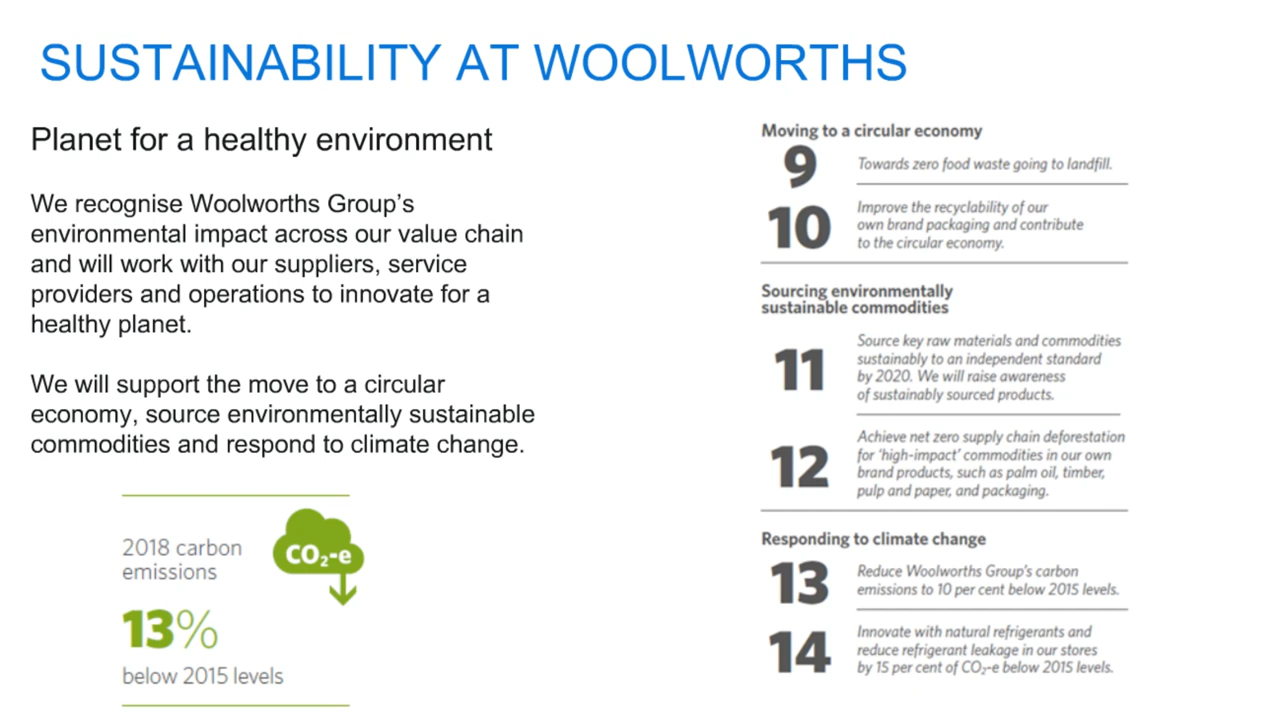 SUSTAINABILITY AT WOOLWORTHS
Planet for a healthy environment
We recognise Woolworths Group's
environmental impact across our value chain
and will work with our suppliers, service
providers and operations to innovate for a
healthy planet.
We will support the move to a circular
economy, source environmentally sustainable
commodities and respond to climate change.
2018 carbon
emissions
CO₂-e
13%
below 2015 levels
Moving to a circular economy
9
Towards zero food waste going to landfill.
10
Improve the recyclability of our
own brand packaging and contribute
to the circular economy.
Sourcing environmentally
sustainable commodities
11
Source key raw materials and commodities
sustainably to an independent standard
by 2020. We will raise awareness
of sustainably sourced products.
12
Achieve net zero supply chain deforestation
for 'high-impact' commodities in our own
brand products, such as palm oil, timber,
pulp and paper, and packaging.
Responding to climate change
13
Reduce Woolworths Group's carbon
emissions to 10 per cent below 2015 levels.
14
Innovate with natural refrigerants and
reduce refrigerant leakage in our stores
by 15 per cent of CO₂-e below 2015 levels.